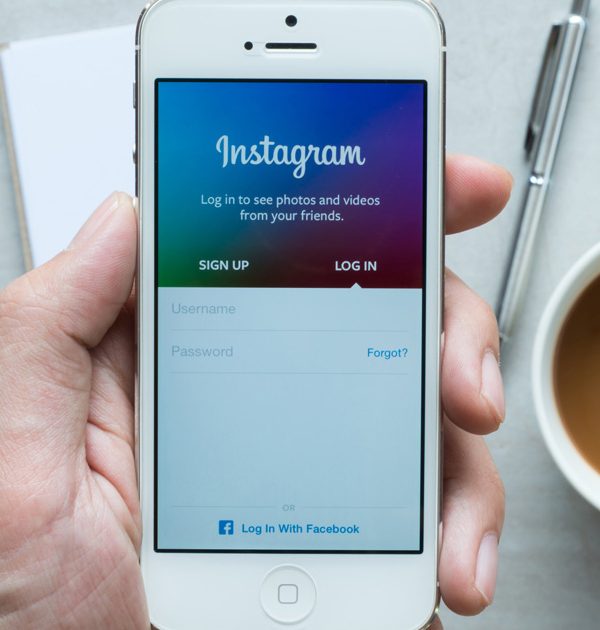 Instagram
Log in to see photos and videos
from your friends.
SIGN UP
LOG IN
Username
Password
Forgot?
OR
Log In With Facebook